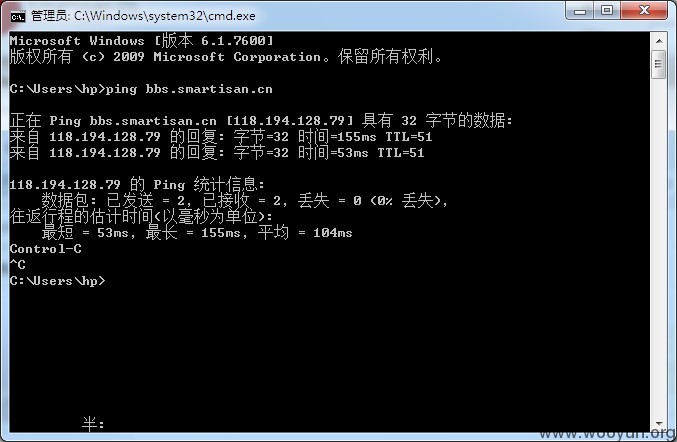 管理员: C:\Windows\system32\cmd.exe
Microsoft Windows [版本 6.1.7600]
版权所有 (c) 2009 Microsoft Corporation。保留所有权利。
C:\Users\hp>ping bbs.smartisan.cn
正在 Ping bbs.smartisan.cn [118.194.128.79] 具有 32 字节的数据:
来自 118.194.128.79 的回复: 字节=32 时间=155ms TTL=51
来自 118.194.128.79 的回复: 字节=32 时间=53ms TTL=51
118.194.128.79 的 Ping 统计信息:
数据包: 已发送 = 2，已接收 = 2，丢失 = 0 (0% 丢失)，
往返行程的估计时间(以毫秒为单位):
最短 = 53ms，最长 = 155ms，平均 = 104ms
Control-C
^C
C:\Users\hp>
半:
www.wooyun.org